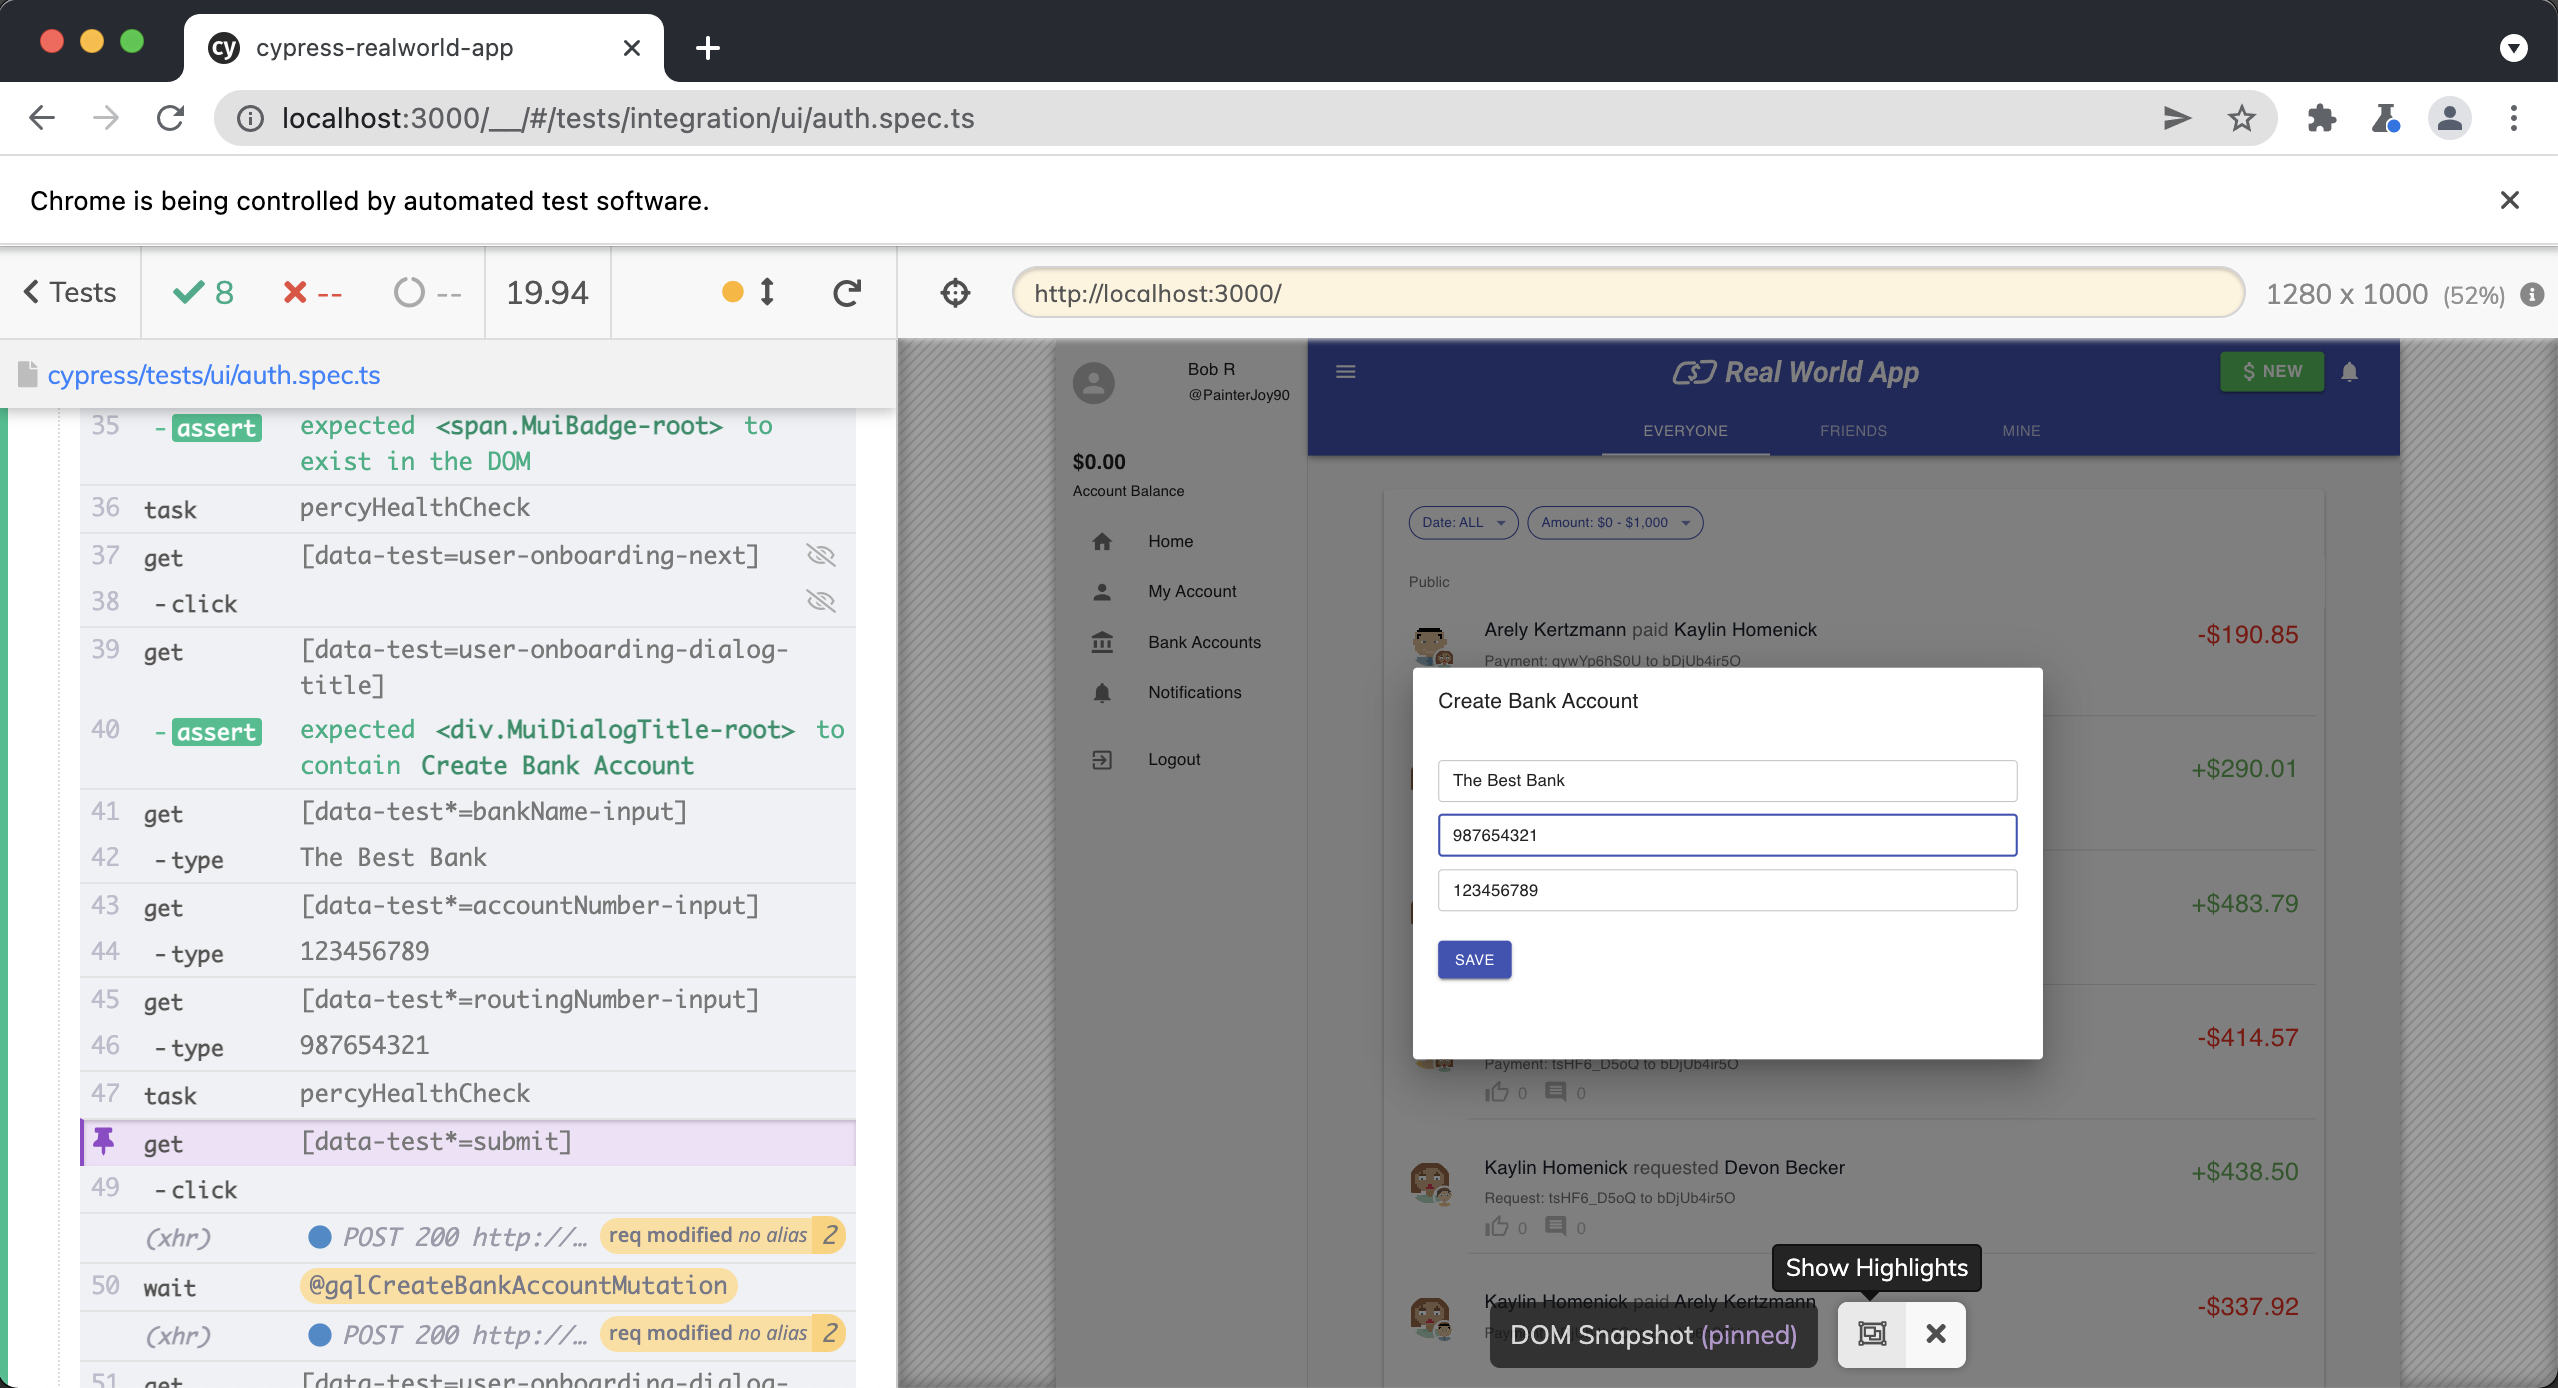 cypress-realworld-app
localhost:3000/__/#/tests/integration/ui/auth.spec.ts
Chrome is being controlled by automated test software.
Tests 8 -- -- 19.94
http://localhost:3000/ 1280 x 1000 (52%)
cypress/tests/ui/auth.spec.ts
35 -assert expected <span.MuiBadge-root> to
exist in the DOM
36 task percyHealthCheck
37 get [data-test=user-onboarding-next]
38 -click
39 get [data-test=user-onboarding-dialog-
title]
40 -assert expected <div.MuiDialogTitle-root> to
contain Create Bank Account
41 get [data-test*=bankName-input]
42 -type The Best Bank
43 get [data-test*=accountNumber-input]
44 -type 123456789
45 get [data-test*=routingNumber-input]
46 -type 987654321
47 task percyHealthCheck
get [data-test*=submit]
49 -click
(xhr) POST 200 http://… req modified no alias 2
50 wait @gqlCreateBankAccountMutation
(xhr) POST 200 http://… req modified no alias 2
51 get [data-test=user-onboarding-dialog-
Bob R
@PainterJoy90
$0.00
Account Balance
Home
My Account
Bank Accounts
Notifications
Logout
Real World App
$ NEW
EVERYONE FRIENDS MINE
Date: ALL Amount: $0 - $1,000
Public
Arely Kertzmann paid Kaylin Homenick
-$190.85
Payment: qywYp6hS0U to bDjUb4ir5O
Create Bank Account
The Best Bank
987654321
123456789
SAVE
+$290.01
+$483.79
-$414.57
Payment: tsHF6_D5oQ to bDjUb4ir5O
0 0
Kaylin Homenick requested Devon Becker
+$438.50
Request: tsHF6_D5oQ to bDjUb4ir5O
0 0
Show Highlights
Kaylin Homenick paid Arely Kertzmann
-$337.92
DOM Snapshot (pinned)